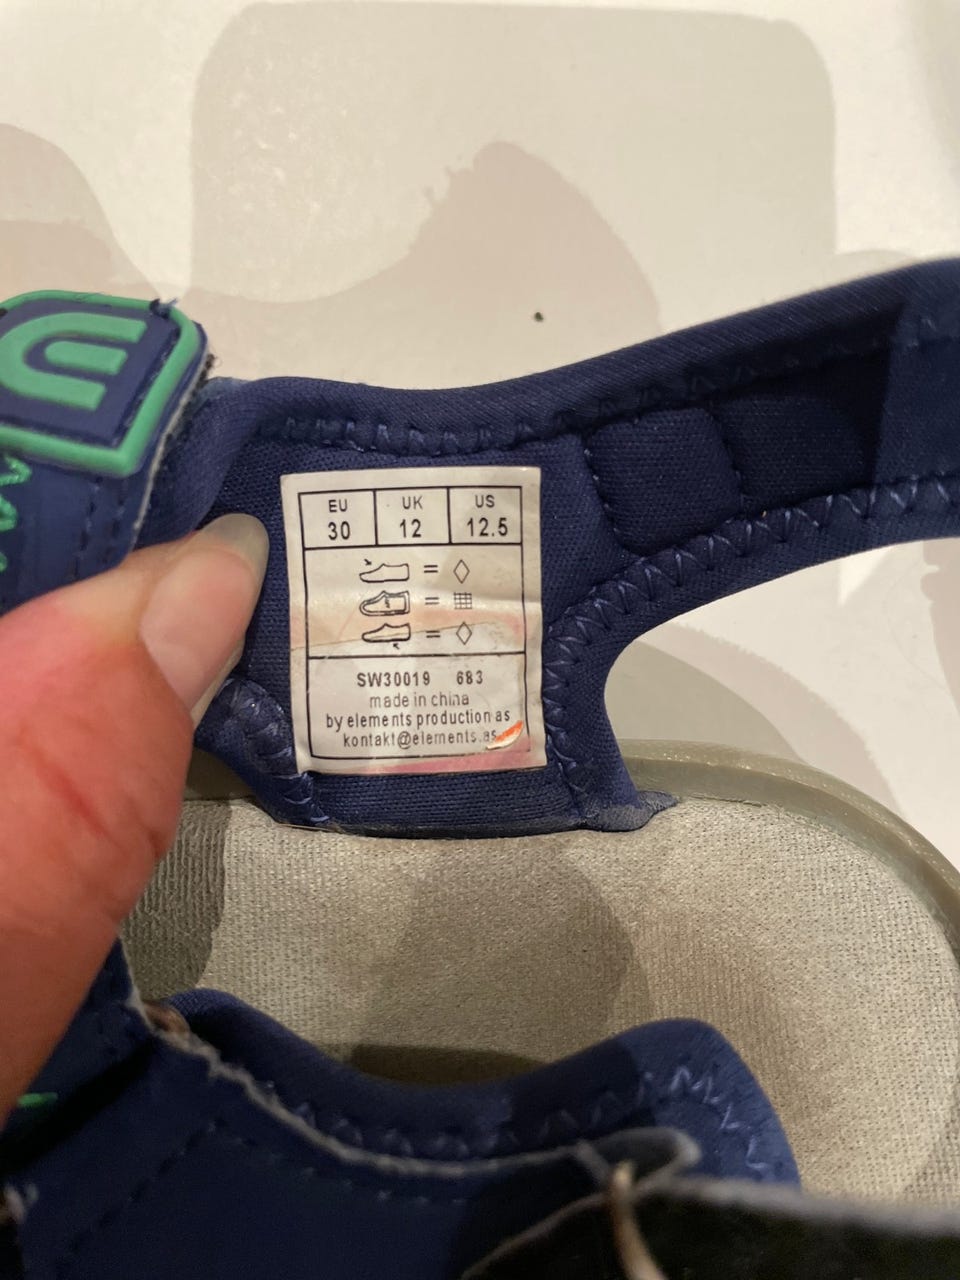 EU UK US
30 12 12.5
= ◇
= ▦
= ◇
SW30019 683
made in china
by elements production as
kontakt@elements.as